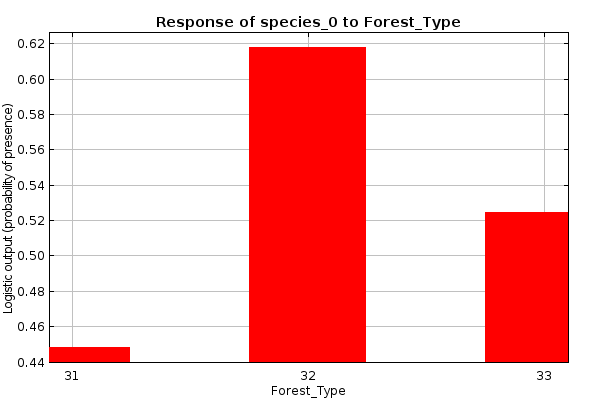 Response of species_0 to Forest_Type
Logistic output (probability of presence)
0.62
0.60
0.58
0.56
0.54
0.52
0.50
0.48
0.46
0.44
31 32 33
Forest_Type